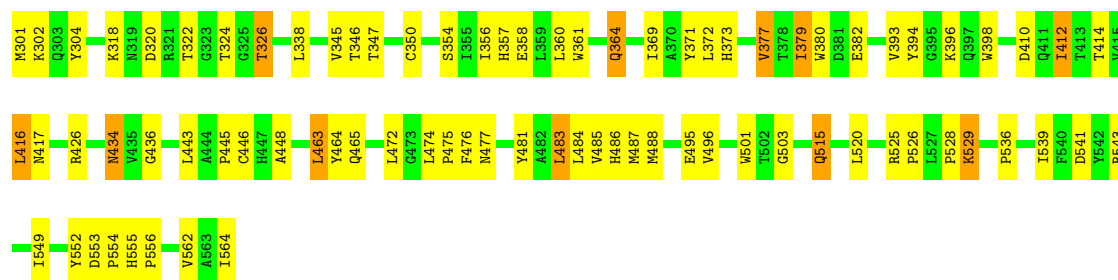 M301 K302 Q303 Y304 K318 N319 D320 R321 T322 G323 T324 G325 T326 L338 V345 T346 T347 C350 S354 I355 I356 H357 E358 L359 L360 W361 Q364 I369 A370 Y371 L372 H373 V377 T378 I379 W380 D381 E382 V393 Y394 G395 K396 Q397 W398 D410 Q411 I412 T413 T414 V415
L416 N417 R426 N434 V435 G436 L443 A444 P445 C446 H447 A448 L463 Y464 Q465 L472 G473 L474 P475 F476 N477 Y481 A482 L483 L484 V485 H486 M487 M488 E495 V496 W501 T502 G503 Q515 L520 R525 P526 L527 P528 K529 P536 I539 F540 D541 Y542
I549 Y552 D553 P554 H555 P556 V562 A563 I564